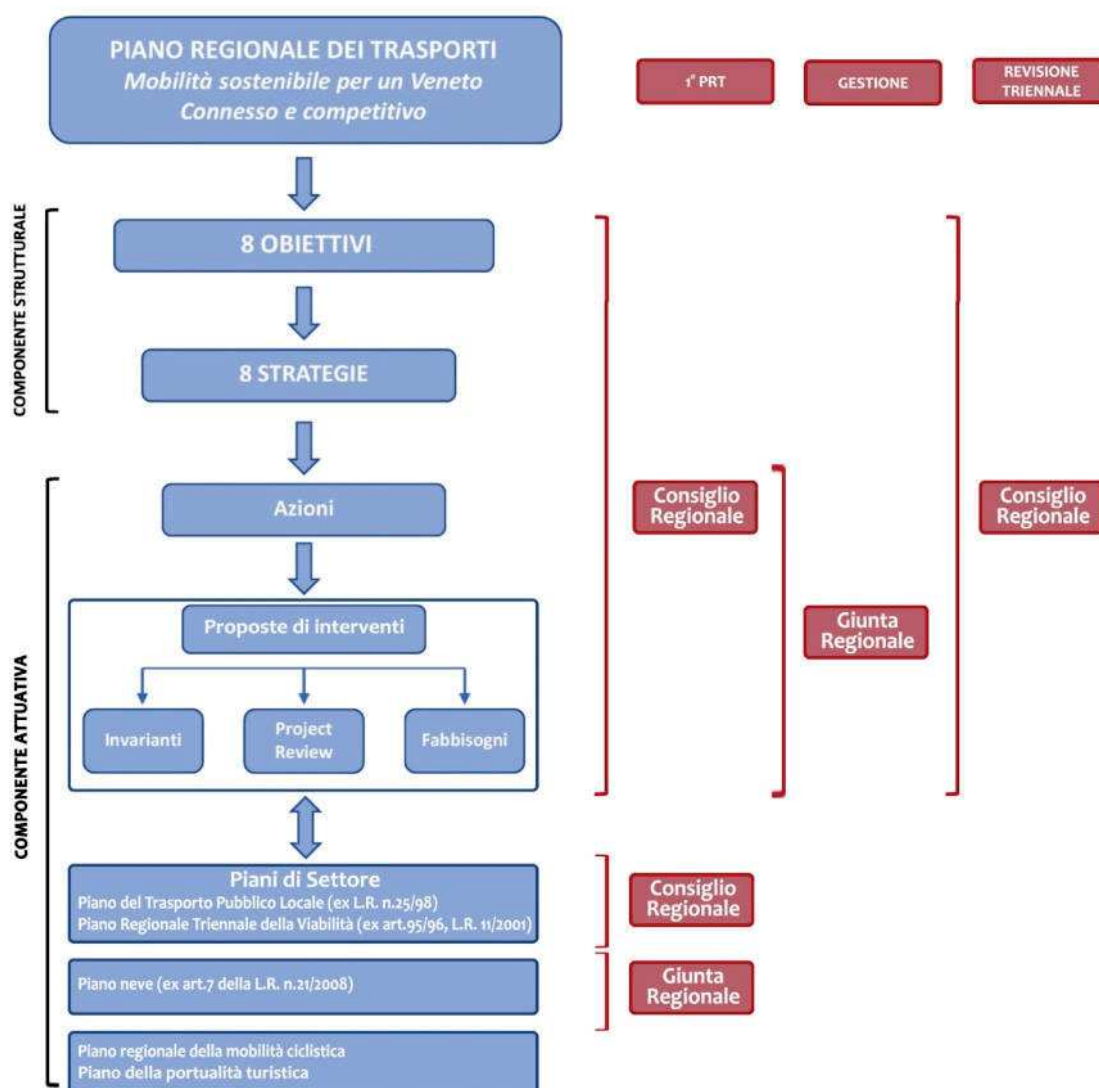 PIANO REGIONALE DEI TRASPORTI
Mobilità sostenibile per un Veneto
Connesso e competitivo
1° PRT
GESTIONE
REVISIONE
TRIENNALE
COMPONENTE STRUTTURALE
8 OBIETTIVI
8 STRATEGIE
COMPONENTE ATTUATIVA
Azioni
Consiglio
Regionale
Consiglio
Regionale
Proposte di interventi
Giunta
Regionale
Invarianti
Project
Review
Fabbisogni
Piani di Settore
Piano del Trasporto Pubblico Locale (ex L.R. n.25/98)
Piano Regionale Triennale della Viabilità (ex art.95/96, L.R. 11/2001)
Consiglio
Regionale
Piano neve (ex art.7 della L.R. n.21/2008)
Giunta
Regionale
Piano regionale della mobilità ciclistica
Piano della portualità turistica